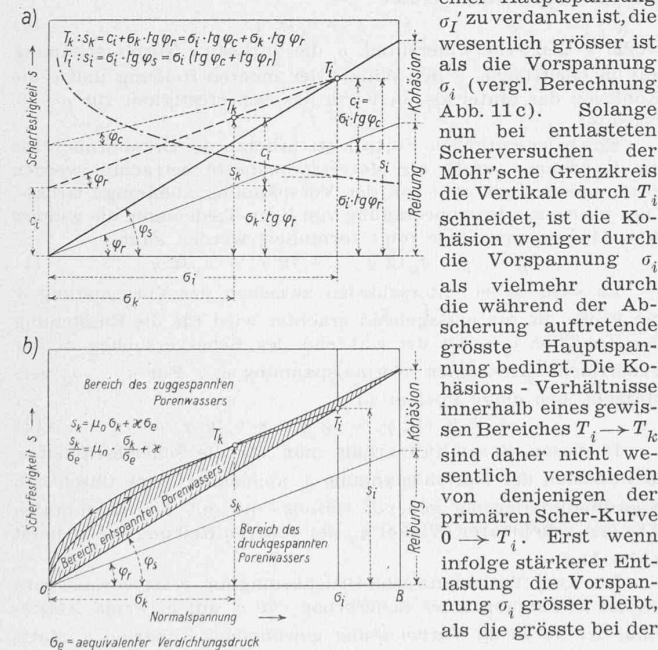 a)
T_k : s_k = c_i + σ_k · tg φ_r = σ_i · tg φ_c + σ_k · tg φ_r
T_i : s_i = σ_i · tg φ_s = σ_i (tg φ_c + tg φ_r)
Scherfestigkeit s
T_i
T_k
c_i =
σ_i · tg φ_c
Kohäsion
φ_c
φ_r
c_i
s_k
s_i
c_i
σ_k · tg φ_r
σ_i · tg φ_r
Reibung
φ_r
φ_s
σ_i
σ_k
b)
Bereich des zuggespannten
Porenwassers
s_k = μ_o σ_k + ϰ σ_e
s_k/σ_e = μ_o · σ_k/σ_e + ϰ
Scherfestigkeit s
T_k
T_i
Kohäsion
Bereich entspannten Porenwassers
s_k
s_i
Bereich des
druckgespannten
Porenwassers
Reibung
φ_r
φ_s
0
σ_k
σ_i
B
Normalspannung
σ_e = aequivalenter Verdichtungsdruck
einer Hauptspannung
σ_I′ zu verdanken ist, die
wesentlich grösser ist
als die Vorspannung
σ_i (vergl. Berechnung
Abb. 11c). Solange
nun bei entlasteten
Scherversuchen der
Mohr'sche Grenzkreis
die Vertikale durch T_i
schneidet, ist die Ko-
häsion weniger durch
die Vorspannung σ_i
als vielmehr durch
die während der Ab-
scherung auftretende
grösste Hauptspan-
nung bedingt. Die Ko-
häsions-Verhältnisse
innerhalb eines gewis-
sen Bereiches T_i → T_k
sind daher nicht we-
sentlich verschieden
von denjenigen der
primären Scher-Kurve
0 → T_i. Erst wenn
infolge stärkerer Ent-
lastung die Vorspan-
nung σ_i grösser bleibt,
als die grösste bei der